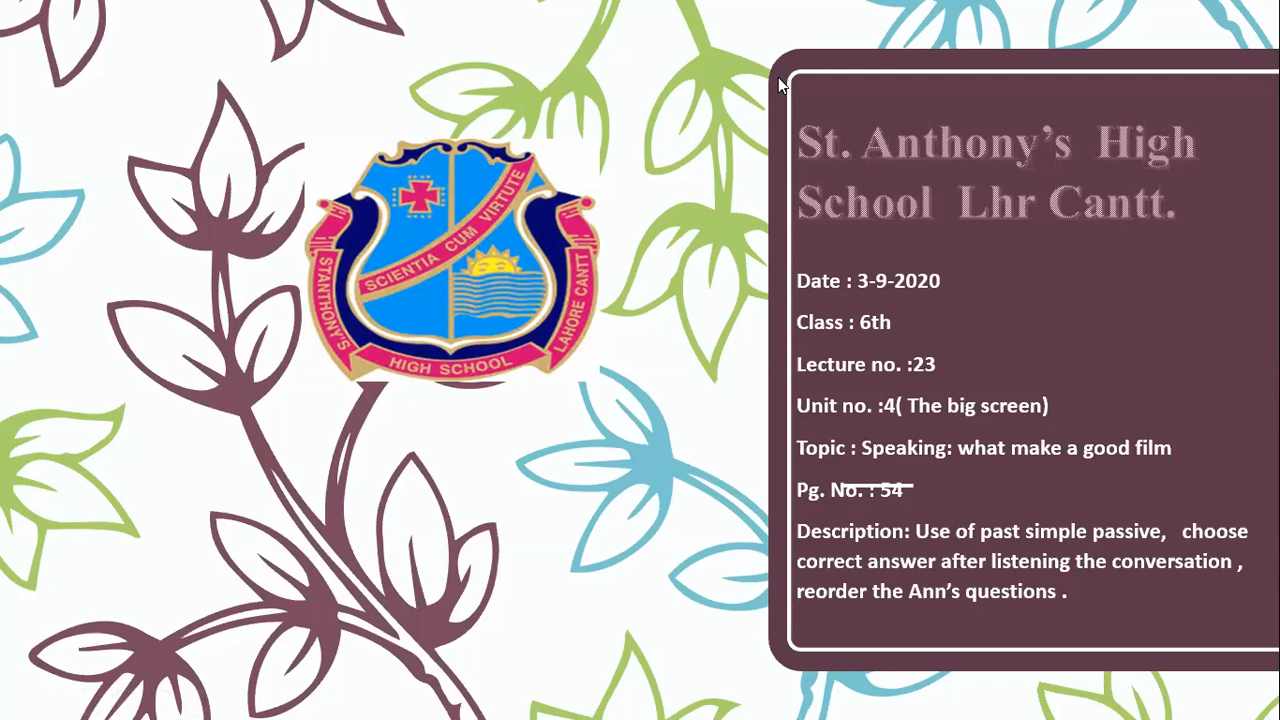 SCIENTIA CUM VIRTUTE
ST.ANTHONY'S
HIGH SCHOOL
LAHORE CANTT
St. Anthony’s High
School Lhr Cantt.
Date : 3-9-2020
Class : 6th
Lecture no. :23
Unit no. :4( The big screen)
Topic : Speaking: what make a good film
Pg. No. : 54
Description: Use of past simple passive, choose
correct answer after listening the conversation ,
reorder the Ann’s questions .